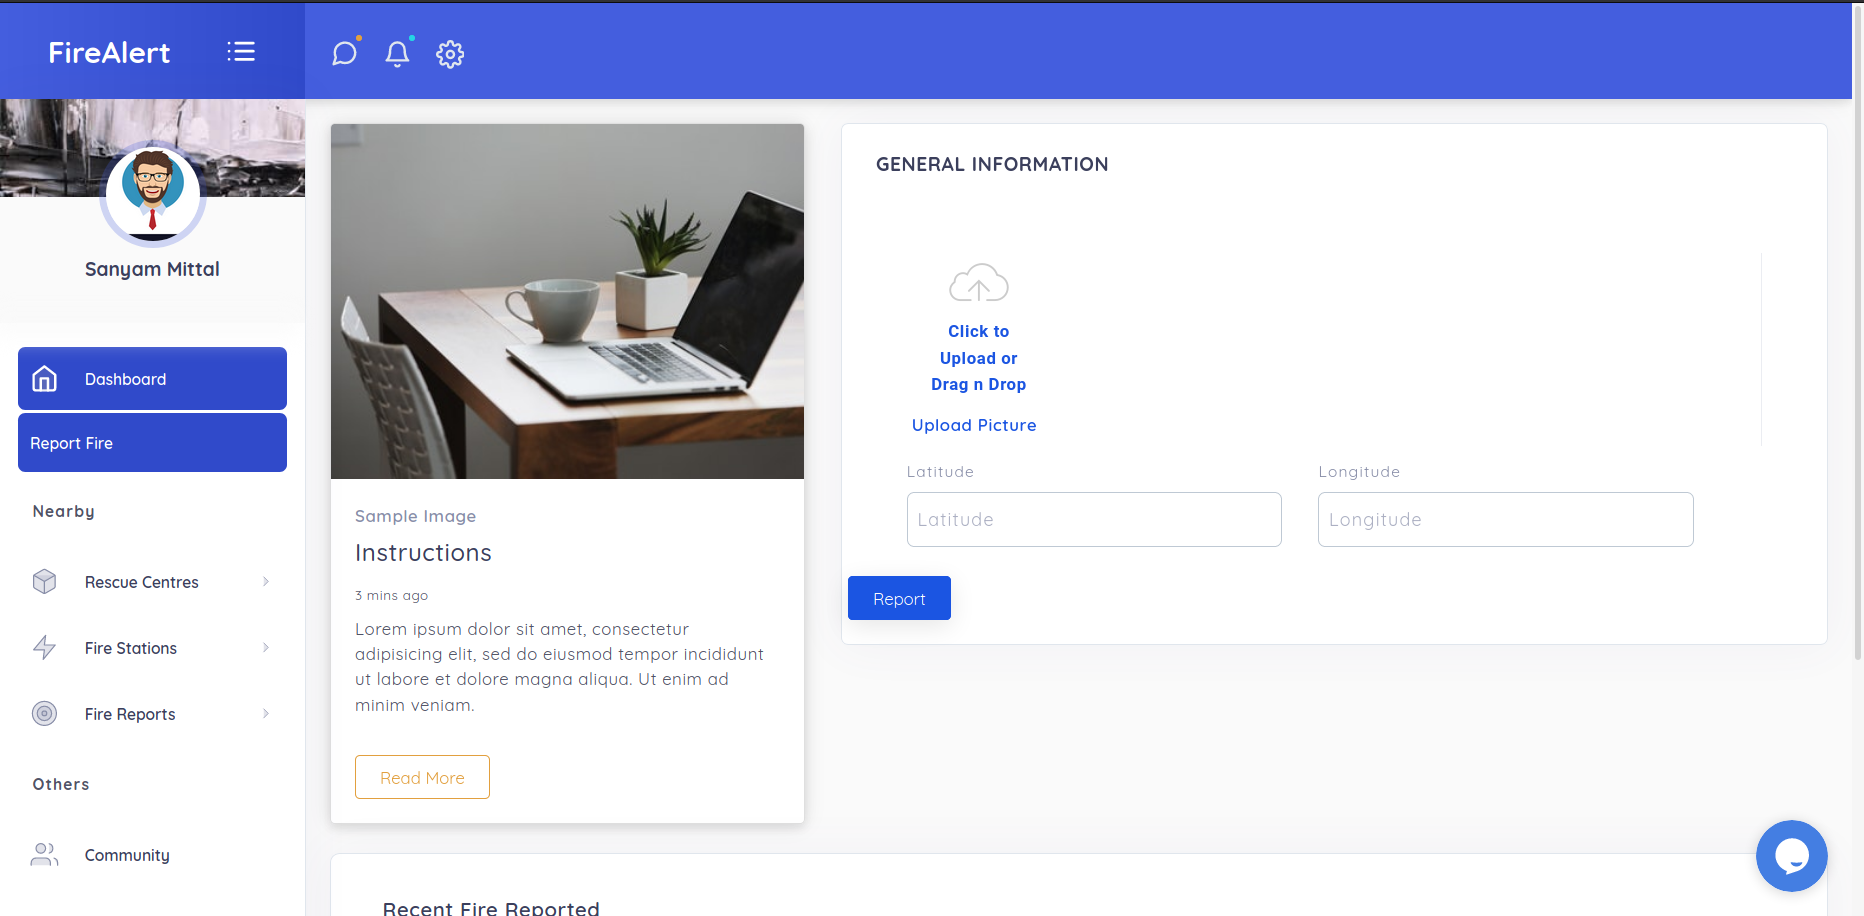 FireAlert
Sanyam Mittal
Dashboard
Report Fire
Nearby
Rescue Centres
Fire Stations
Fire Reports
Others
Community
Sample Image
Instructions
3 mins ago
Lorem ipsum dolor sit amet, consectetur
adipisicing elit, sed do eiusmod tempor incididunt
ut labore et dolore magna aliqua. Ut enim ad
minim veniam.
Read More
GENERAL INFORMATION
Click to
Upload or
Drag n Drop
Upload Picture
Latitude
Longitude
Latitude
Longitude
Report
Recent Fire Reported